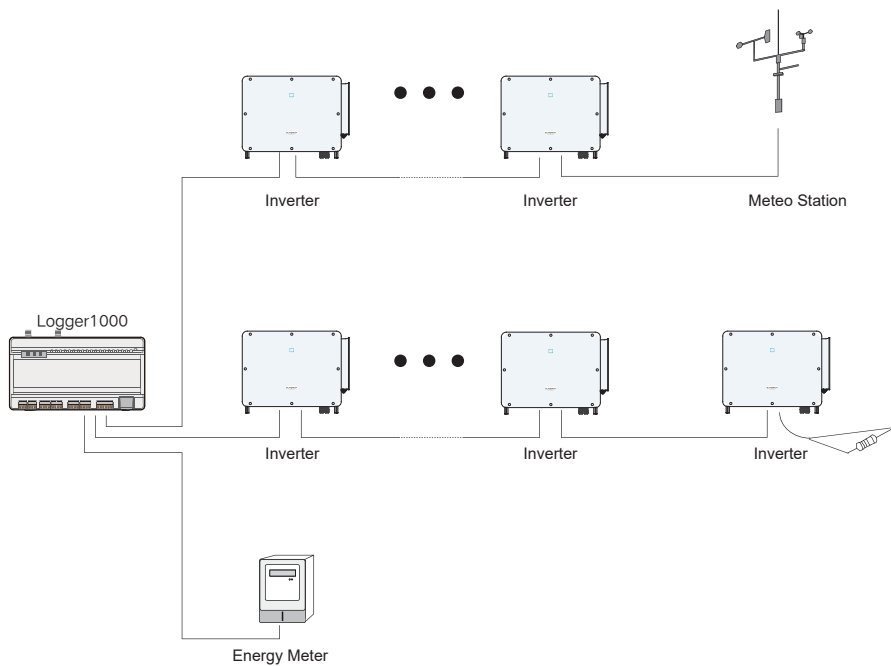 Inverter
Inverter
Meteo Station
Logger1000
Inverter
Inverter
Inverter
Energy Meter